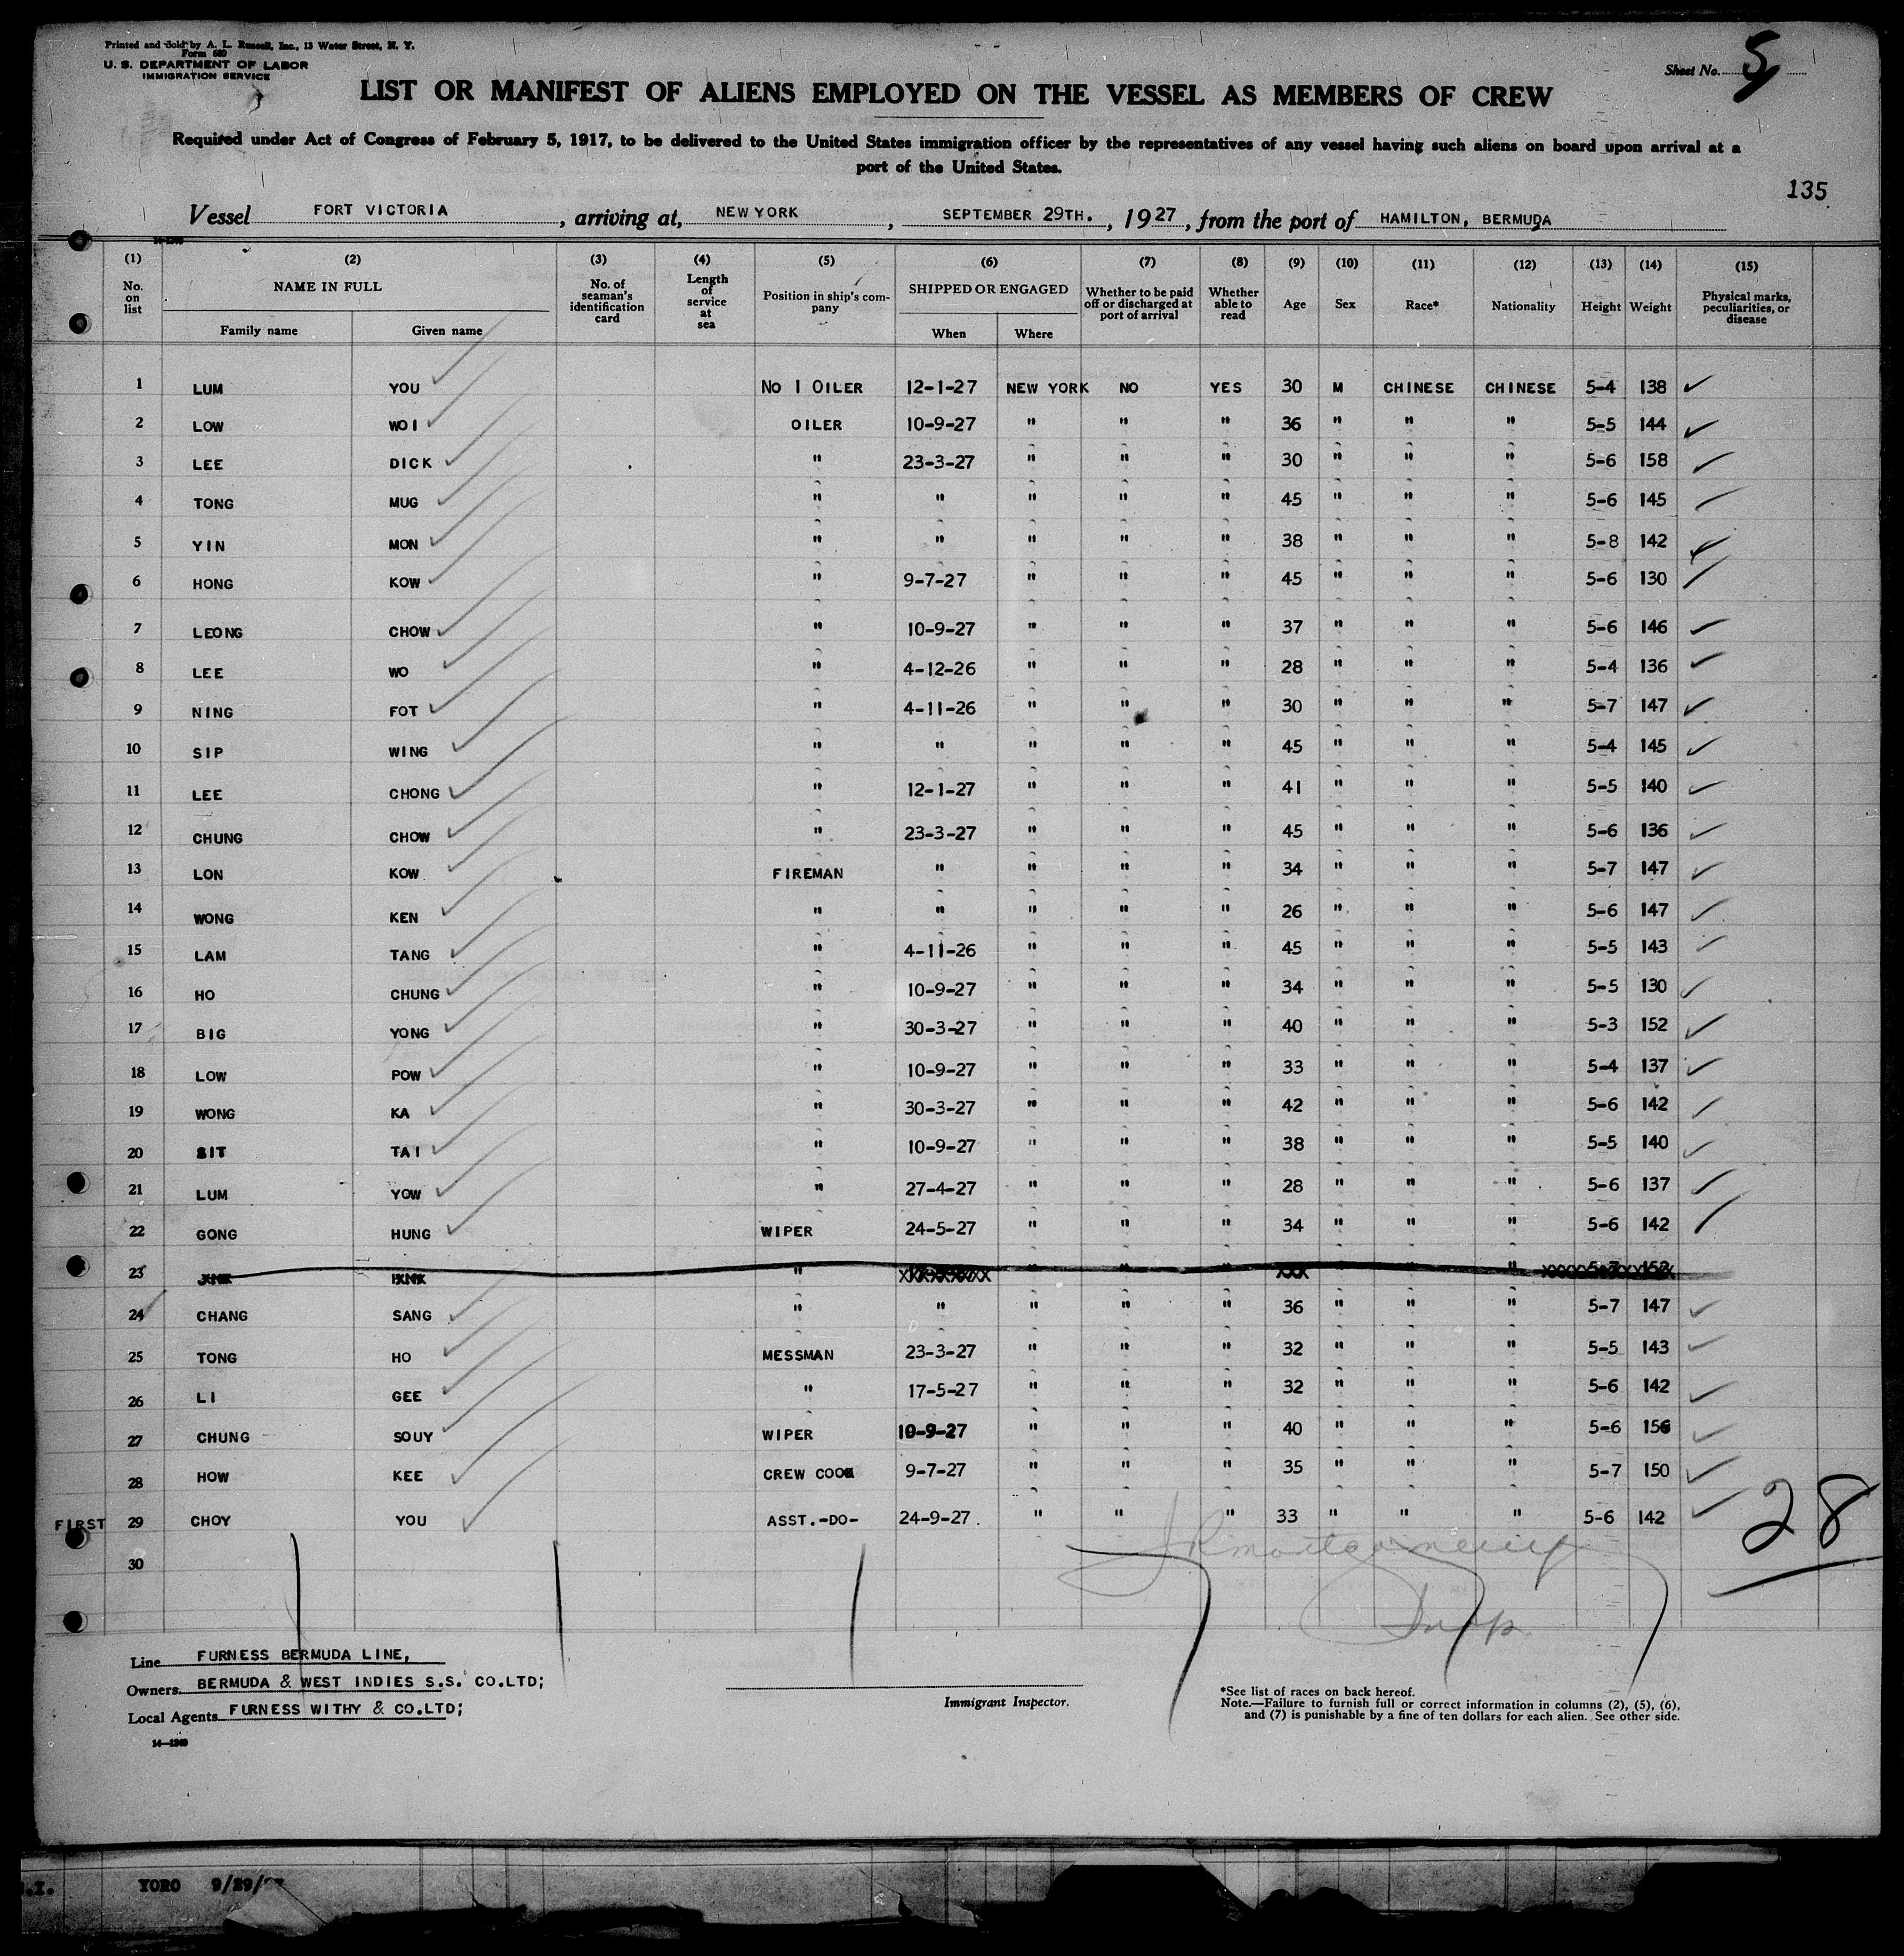 Printed and Sold by A. L. Russell, Inc., 13 Water Street, N. Y.
Form 680
U. S. DEPARTMENT OF LABOR
IMMIGRATION SERVICE
Sheet No. 5
LIST OR MANIFEST OF ALIENS EMPLOYED ON THE VESSEL AS MEMBERS OF CREW
Required under Act of Congress of February 5, 1917, to be delivered to the United States immigration officer by the representatives of any vessel having such aliens on board upon arrival at a
port of the United States.
135
Vessel FORT VICTORIA, arriving at, NEW YORK, SEPTEMBER 29TH., 1927, from the port of HAMILTON, BERMUDA
(1) No. on list (2) NAME IN FULL Family name Given name (3) No. of seaman's identification card (4) Length of service at sea (5) Position in ship's company (6) SHIPPED OR ENGAGED When Where (7) Whether to be paid off or discharged at port of arrival (8) Whether able to read (9) Age (10) Sex (11) Race* (12) Nationality (13) Height (14) Weight (15) Physical marks, peculiarities, or disease
1 LUM YOU No 1 OILER 12-1-27 NEW YORK NO YES 30 M CHINESE CHINESE 5-4 138
2 LOW WOI OILER 10-9-27 " " " 36 " " " 5-5 144
3 LEE DICK " 23-3-27 " " " 30 " " " 5-6 158
4 TONG MUG " " " " " 45 " " " 5-6 145
5 YIN MON " " " " " 38 " " " 5-8 142
6 HONG KOW " 9-7-27 " " " 45 " " " 5-6 130
7 LEONG CHOW " 10-9-27 " " " 37 " " " 5-6 146
8 LEE WO " 4-12-26 " " " 28 " " " 5-4 136
9 NING FOT " 4-11-26 " " " 30 " " " 5-7 147
10 SIP WING " " " " " 45 " " " 5-4 145
11 LEE CHONG " 12-1-27 " " " 41 " " " 5-5 140
12 CHUNG CHOW " 23-3-27 " " " 45 " " " 5-6 136
13 LON KOW FIREMAN " " " " 34 " " " 5-7 147
14 WONG KEN " " " " " 26 " " " 5-6 147
15 LAM TANG " 4-11-26 " " " 45 " " " 5-5 143
16 HO CHUNG " 10-9-27 " " " 34 " " " 5-5 130
17 BIG YONG " 30-3-27 " " " 40 " " " 5-3 152
18 LOW POW " 10-9-27 " " " 33 " " " 5-4 137
19 WONG KA " 30-3-27 " " " 42 " " " 5-6 142
20 SIT TAI " 10-9-27 " " " 38 " " " 5-5 140
21 LUM YOW " 27-4-27 " " " 28 " " " 5-6 137
22 GONG HUNG WIPER 24-5-27 " " " 34 " " " 5-6 142
23 " XXXXXXXX " " " XXX " " "
24 CHANG SANG " " " " " 36 " " " 5-7 147
25 TONG HO MESSMAN 23-3-27 " " " 32 " " " 5-5 143
26 LI GEE " 17-5-27 " " " 32 " " " 5-6 142
27 CHUNG SOUY WIPER 10-9-27 " " " 40 " " " 5-6 156
28 HOW KEE CREW COOK 9-7-27 " " " 35 " " " 5-7 150
FIRST 29 CHOY YOU ASST.-DO- 24-9-27. " " " 33 " " " 5-6 142
28
30
JR Montgomery
Insp.
Line FURNESS BERMUDA LINE,
Owners BERMUDA & WEST INDIES S.S. CO.LTD;
Local Agents FURNESS WITHY & CO.LTD;
Immigrant Inspector.
*See list of races on back hereof.
Note.—Failure to furnish full or correct information in columns (2), (5), (6),
and (7) is punishable by a fine of ten dollars for each alien. See other side.
14—1240
YORO 9/29/